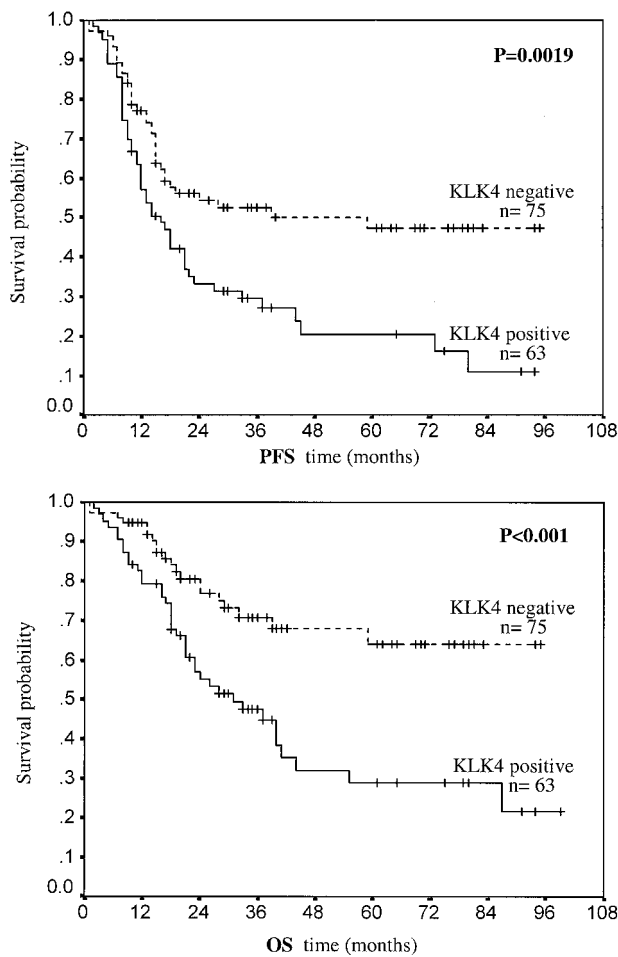 1.0
.9
.8
.7
.6
.5
.4
.3
.2
.1
0.0
Survival probability
P=0.0019
KLK4 negative
n= 75
KLK4 positive
n= 63
0 12 24 36 48 60 72 84 96 108
PFS time (months)
1.0
.9
.8
.7
.6
.5
.4
.3
.2
.1
0.0
Survival probability
P<0.001
KLK4 negative
n= 75
KLK4 positive
n= 63
0 12 24 36 48 60 72 84 96 108
OS time (months)